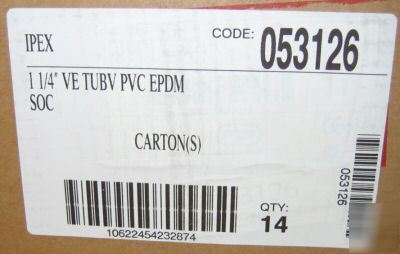 IPEX
CODE: 053126
1 1/4" VE TUBV PVC EPDM
SOC
CARTON(S)
QTY:
14
10622454232874
053126